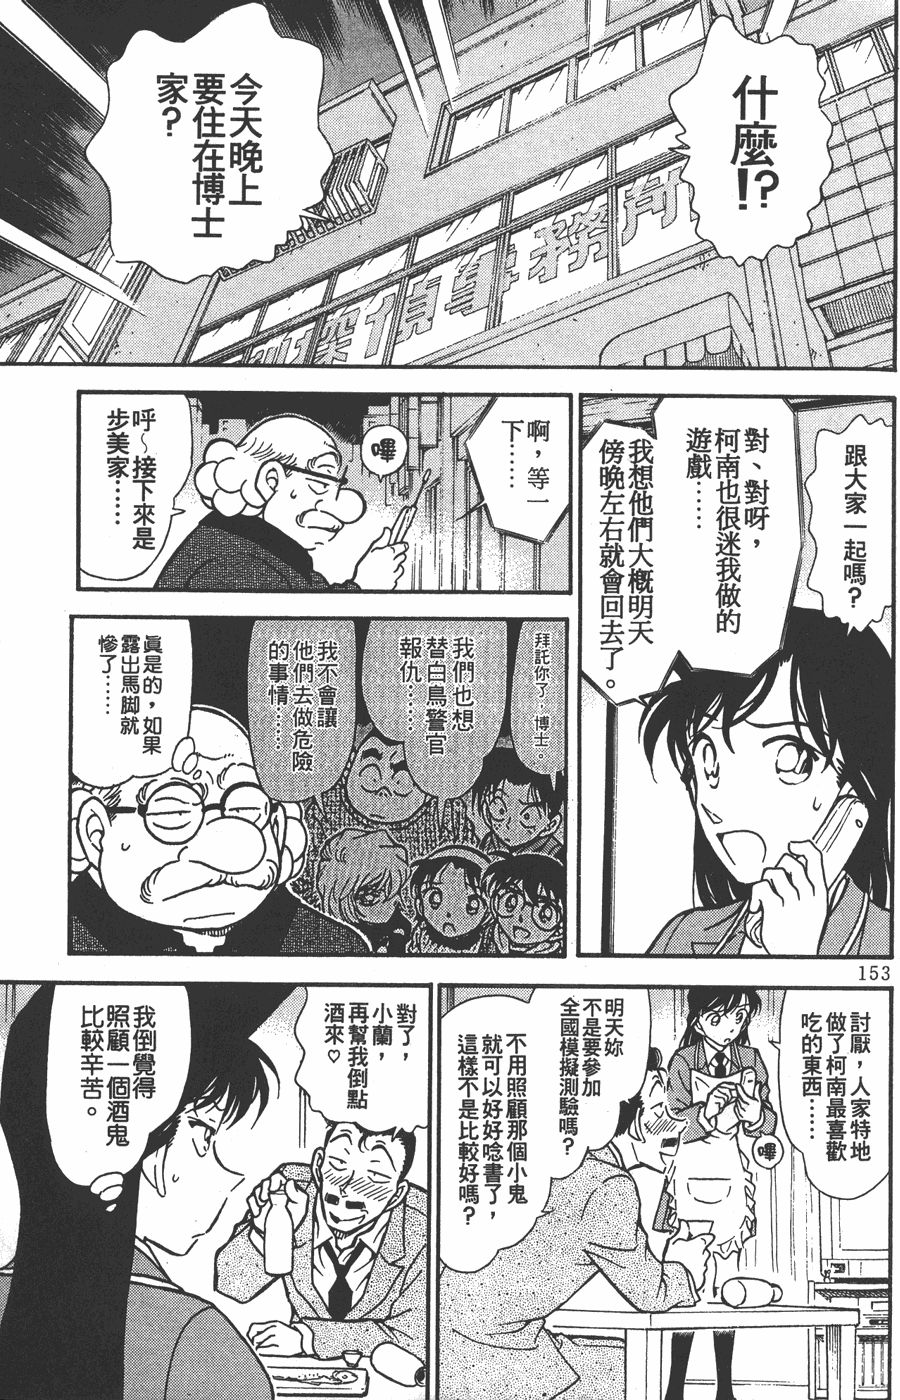 什麼!?
今天晚上
要住在博士
家？
偵探事務所
跟大家一起嗎？
對、對呀，
柯南也很迷我做的
遊戲……
我想他們大概明天
傍晚左右就會回去了。
啊，等一
下……
嗶
呼～接下來是
步美家……
拜託你了，博士。
我們也想
替白鳥警官
報仇……
我不會讓
他們去做危險
的事情……
真是的，如果
露出馬腳就
慘了……
153
討厭，人家特地
做了柯南最喜歡
吃的東西……
嗶
明天妳
不是要參加
全國模擬測驗嗎？
不用照顧那個小鬼
就可以好好唸書了，
這樣不是比較好嗎？
對了，
小蘭，
再幫我倒點
酒來♡
我倒覺得
照顧一個酒鬼
比較辛苦。